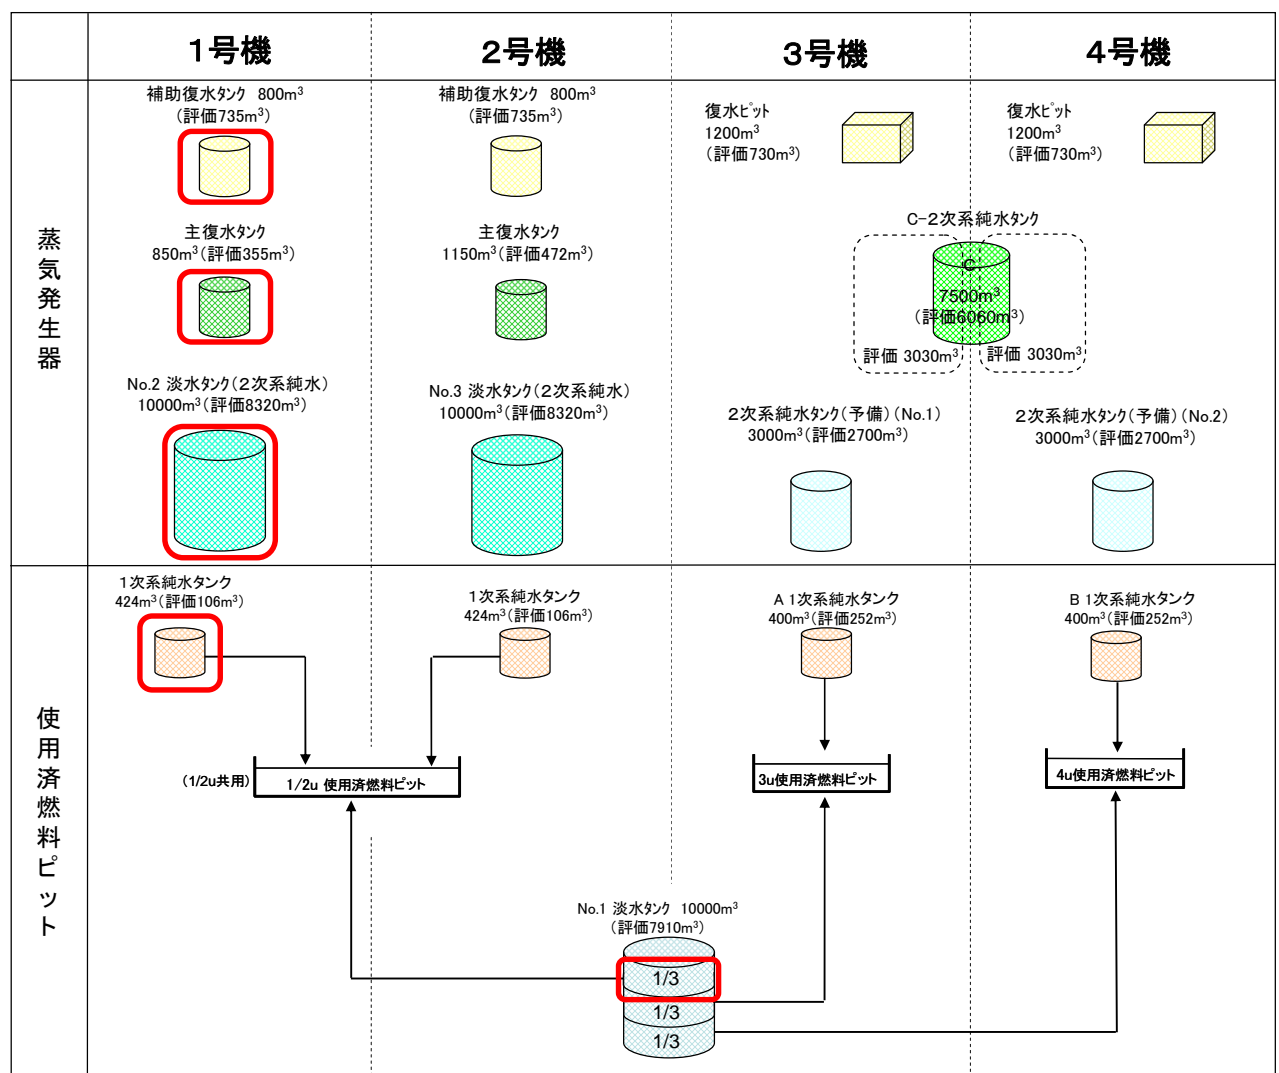 1号機
2号機
3号機
4号機
蒸気発生器
補助復水タンク 800m³
(評価735m³)
補助復水タンク 800m³
(評価735m³)
復水ピット
1200m³
(評価730m³)
復水ピット
1200m³
(評価730m³)
主復水タンク
850m³(評価355m³)
主復水タンク
1150m³(評価472m³)
C-2次系純水タンク
C
7500m³
(評価6060m³)
評価 3030m³
評価 3030m³
No.2 淡水タンク(2次系純水)
10000m³(評価8320m³)
No.3 淡水タンク(2次系純水)
10000m³(評価8320m³)
2次系純水タンク(予備)(No.1)
3000m³(評価2700m³)
2次系純水タンク(予備)(No.2)
3000m³(評価2700m³)
使用済燃料ピット
1次系純水タンク
424m³(評価106m³)
1次系純水タンク
424m³(評価106m³)
A 1次系純水タンク
400m³(評価252m³)
B 1次系純水タンク
400m³(評価252m³)
(1/2u共用)
1/2u 使用済燃料ピット
3u使用済燃料ピット
4u使用済燃料ピット
No.1 淡水タンク 10000m³
(評価7910m³)
1/3
1/3
1/3